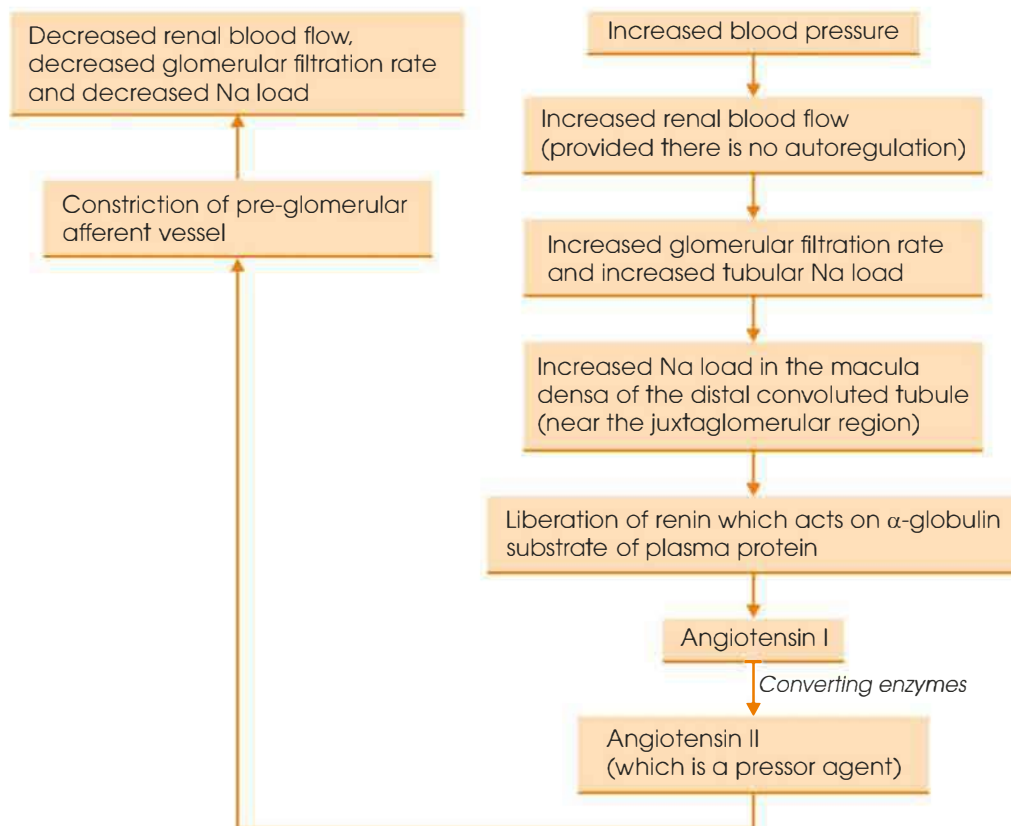 Increased blood pressure
Increased renal blood flow
(provided there is no autoregulation)
Increased glomerular filtration rate
and increased tubular Na load
Increased Na load in the macula
densa of the distal convoluted tubule
(near the juxtaglomerular region)
Liberation of renin which acts on α-globulin
substrate of plasma protein
Angiotensin I
Converting enzymes
Angiotensin II
(which is a pressor agent)
Constriction of pre-glomerular
afferent vessel
Decreased renal blood flow,
decreased glomerular filtration rate
and decreased Na load